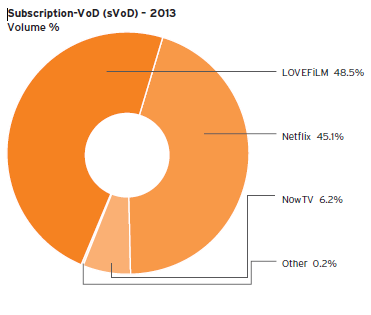 Subscription-VoD (sVoD) – 2013
Volume %
LOVEFiLM 48.5%
Netflix 45.1%
NowTV 6.2%
Other 0.2%